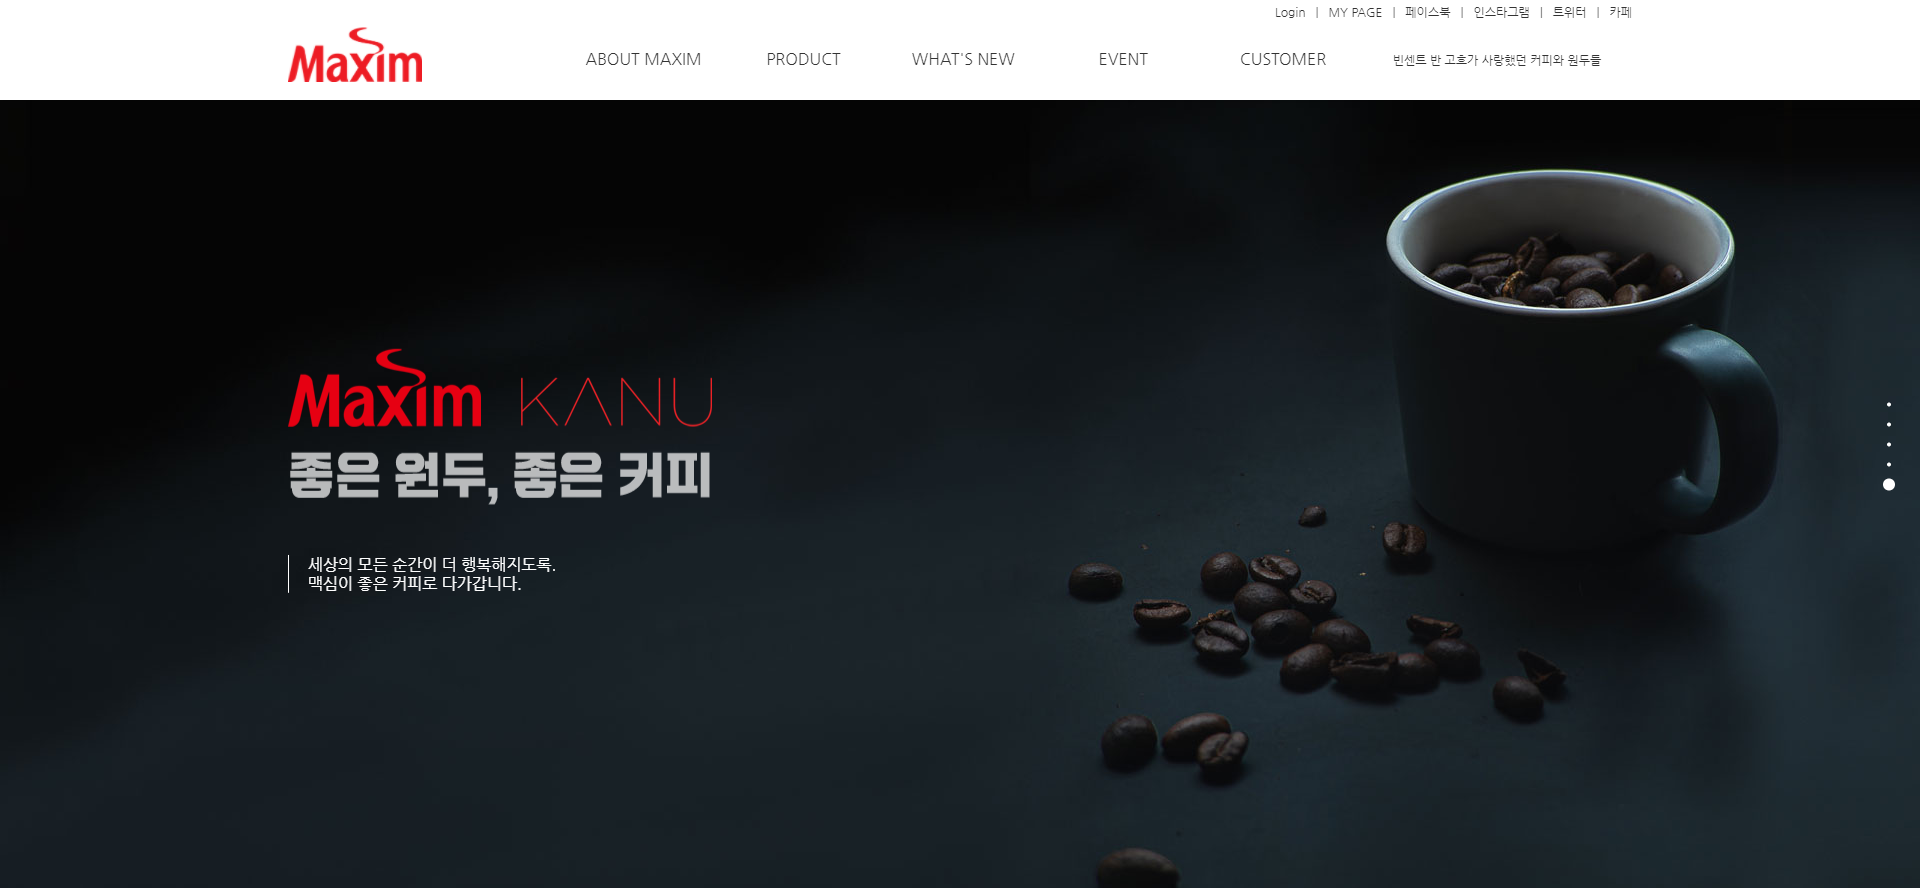 Login | MY PAGE | 페이스북 | 인스타그램 | 트위터 | 카페
Maxim
ABOUT MAXIM PRODUCT WHAT'S NEW EVENT CUSTOMER 빈센트 반 고흐가 사랑했던 커피와 원두들
Maxim KANU
좋은 원두, 좋은 커피
세상의 모든 순간이 더 행복해지도록.
맥심이 좋은 커피로 다가갑니다.